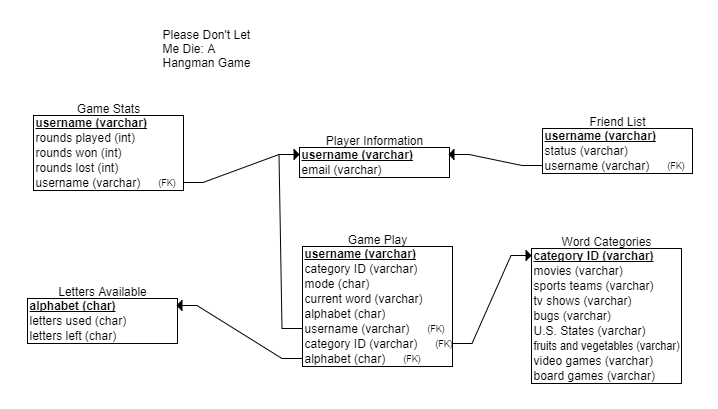 Please Don't Let
Me Die: A
Hangman Game
Game Stats
username (varchar)
rounds played (int)
rounds won (int)
rounds lost (int)
username (varchar) (FK)
Player Information
username (varchar)
email (varchar)
Friend List
username (varchar)
status (varchar)
username (varchar) (FK)
Game Play
username (varchar)
category ID (varchar)
mode (char)
current word (varchar)
alphabet (char)
username (varchar) (FK)
category ID (varchar) (FK)
alphabet (char) (FK)
Word Categories
category ID (varchar)
movies (varchar)
sports teams (varchar)
tv shows (varchar)
bugs (varchar)
U.S. States (varchar)
fruits and vegetables (varchar)
video games (varchar)
board games (varchar)
Letters Available
alphabet (char)
letters used (char)
letters left (char)